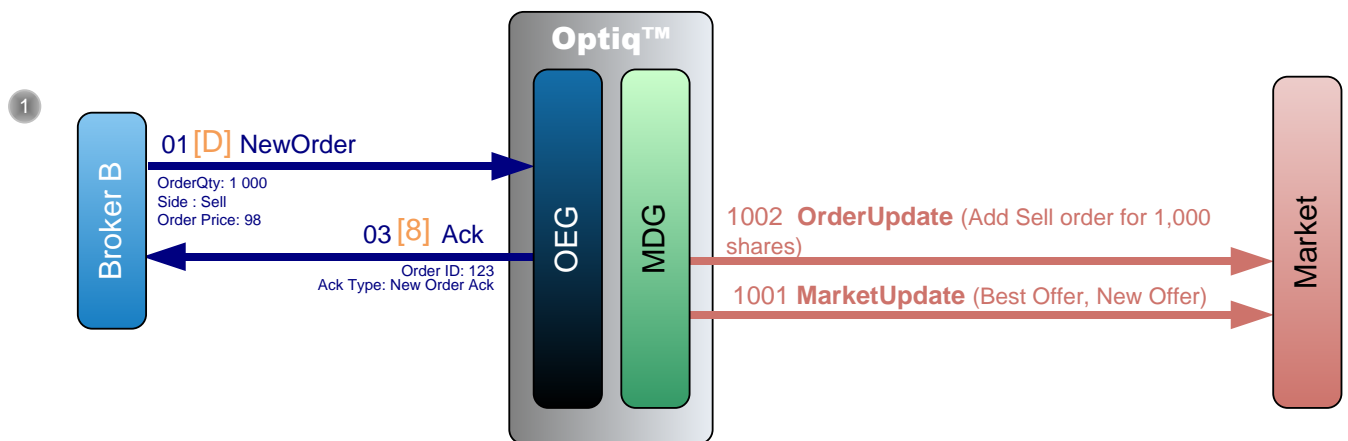 Optiq™
1
01 [D] NewOrder
OrderQty: 1 000
Side : Sell
Order Price: 98
03 [8] Ack
Order ID: 123
Ack Type: New Order Ack
Broker B
OEG
MDG
1002 OrderUpdate (Add Sell order for 1,000
shares)
1001 MarketUpdate (Best Offer, New Offer)
Market